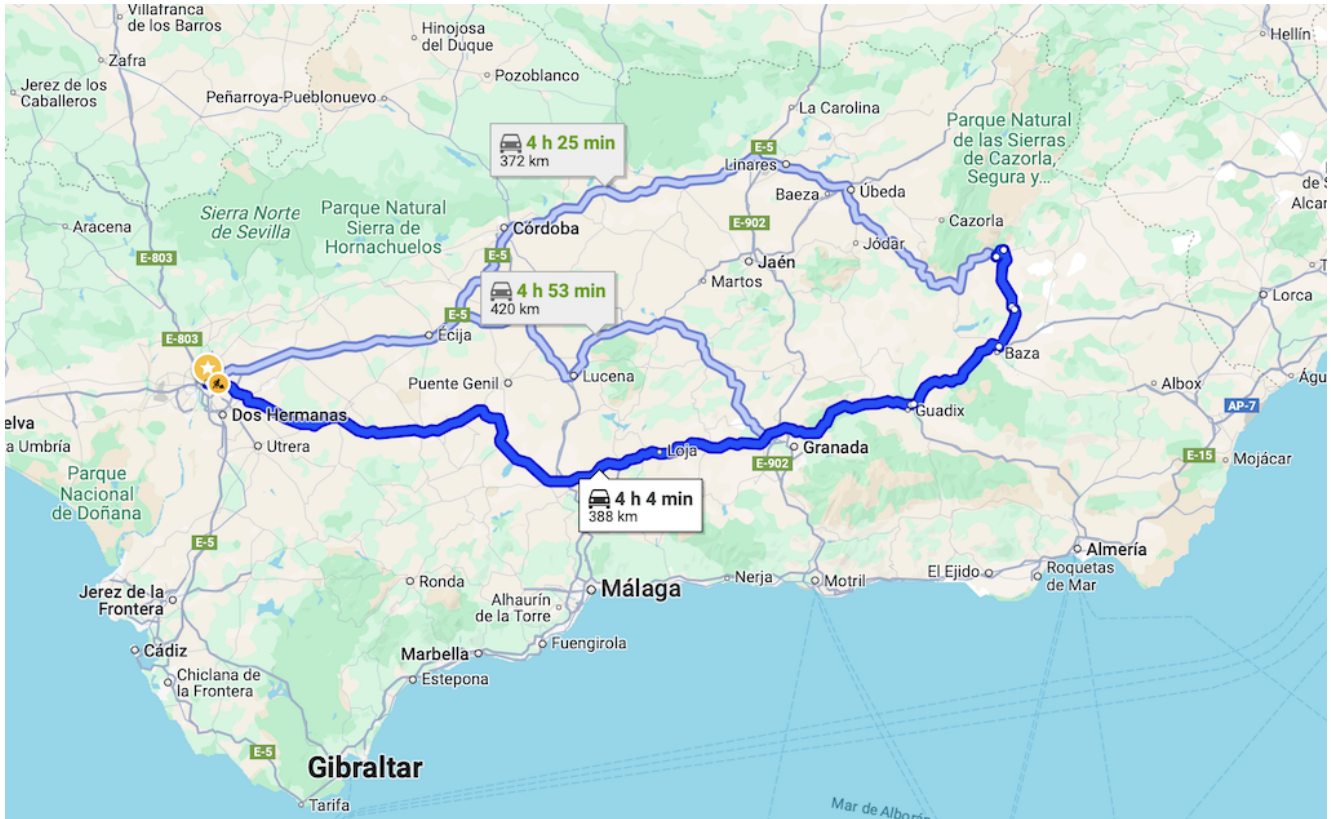 Villafranca
de los Barros
Hinojosa
del Duque
Hellín
Zafra
Pozoblanco
Jerez de los
Caballeros
Peñarroya-Pueblonuevo
La Carolina
Parque Natural
de las Sierras
de Cazorla,
Segura y...
4 h 25 min
372 km
E-5
Linares
Baeza
Úbeda
de S
Alcar
Sierra Norte
de Sevilla
Parque Natural
Sierra de
Hornachuelos
Aracena
Córdoba
E-902
Cazorla
Jódar
E-803
E-5
Jaén
Martos
4 h 53 min
420 km
Lorca
E-5
Écija
E-803
Baza
Lucena
Puente Genil
Albox
Águ
AP-7
elva
Dos Hermanas
Guadix
a Umbría
Utrera
Loja
Granada
E-902
E-15
Mojácar
Parque
Nacional
de Doñana
4 h 4 min
388 km
E-5
Almería
Ronda
Málaga
Nerja
Motril
El Ejido
Roquetas
de Mar
Jerez de la
Frontera
Alhaurín
de la Torre
Fuengirola
Cádiz
Marbella
Chiclana de
la Frontera
Estepona
E-5
Gibraltar
Tarifa
Mar de Alborán